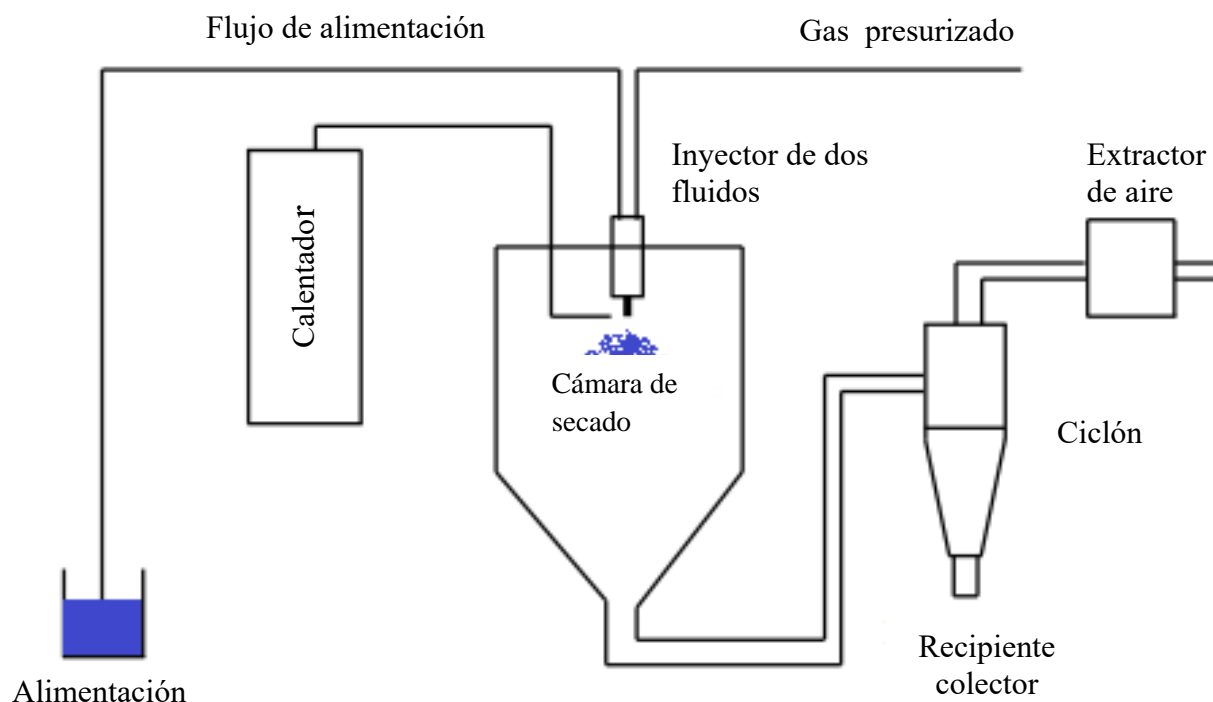 Flujo de alimentación
Gas presurizado
Inyector de dos
fluidos
Extractor
de aire
Calentador
Cámara de
secado
Ciclón
Recipiente
colector
Alimentación